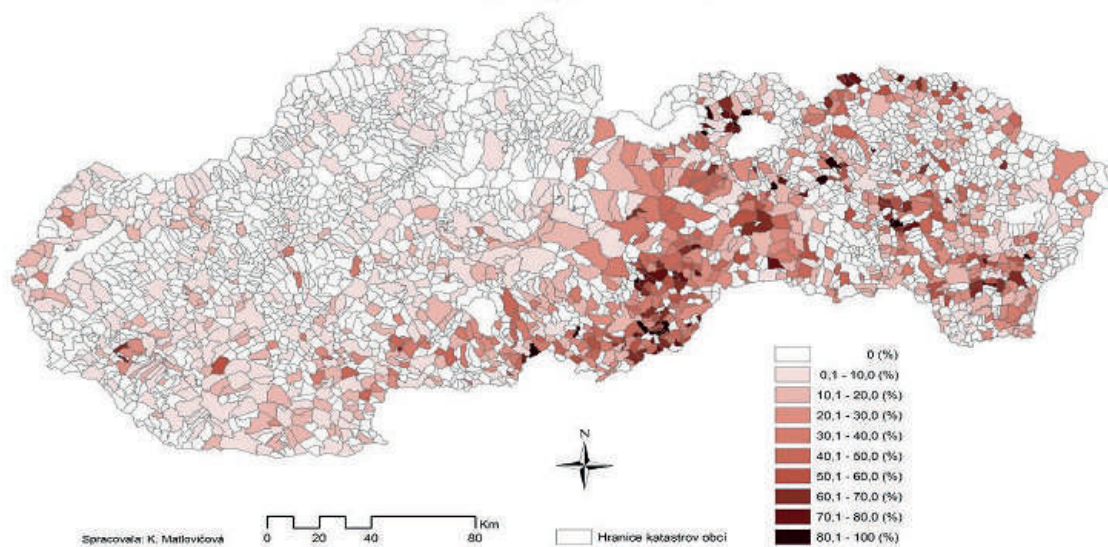 0 (%)
0,1 - 10,0 (%)
10,1 - 20,0 (%)
20,1 - 30,0 (%)
30,1 - 40,0 (%)
40,1 - 50,0 (%)
50,1 - 60,0 (%)
60,1 - 70,0 (%)
70,1 - 80,0 (%)
80,1 - 100 (%)
N
Spracovala: K. Matlovičová
0 20 40 80
Km
Hranice katastrov obcí